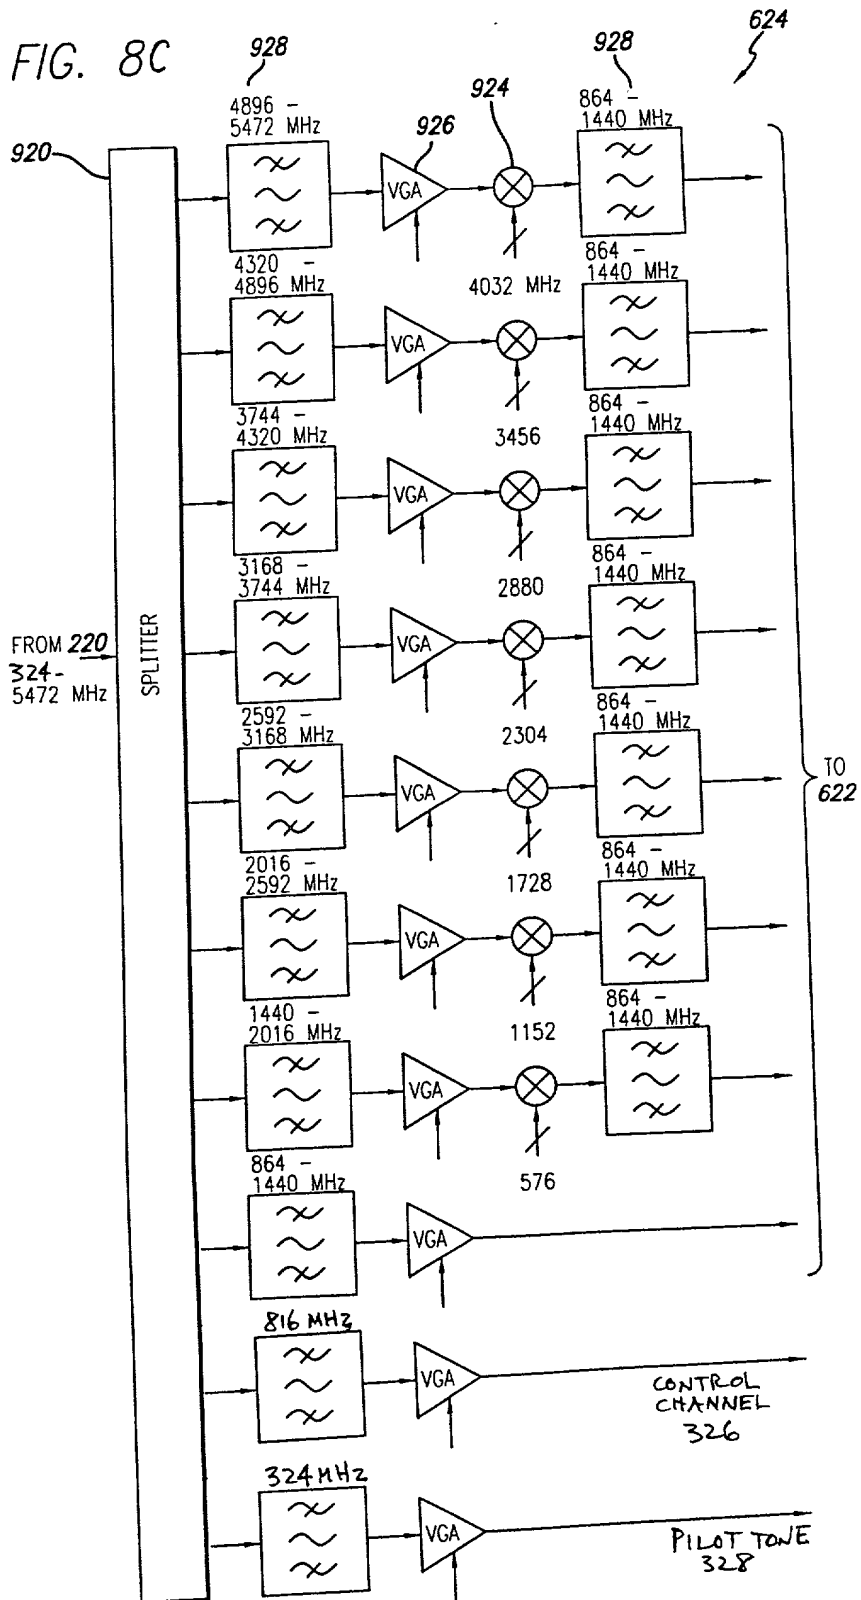 FIG. 8C
928
924
928
624
4896 -
5472 MHz
864 -
1440 MHz
920
926
VGA
4032 MHz
4320 -
4896 MHz
864 -
1440 MHz
VGA
3456
3744 -
4320 MHz
864 -
1440 MHz
VGA
2880
3168 -
3744 MHz
864 -
1440 MHz
VGA
2304
FROM 220
324-
5472 MHz
SPLITTER
2592 -
3168 MHz
864 -
1440 MHz
VGA
1728
TO
622
2016 -
2592 MHz
864 -
1440 MHz
VGA
1152
1440 -
2016 MHz
864 -
1440 MHz
VGA
576
864 -
1440 MHz
VGA
816 MHz
VGA
CONTROL
CHANNEL
326
324 MHz
VGA
PILOT TONE
328